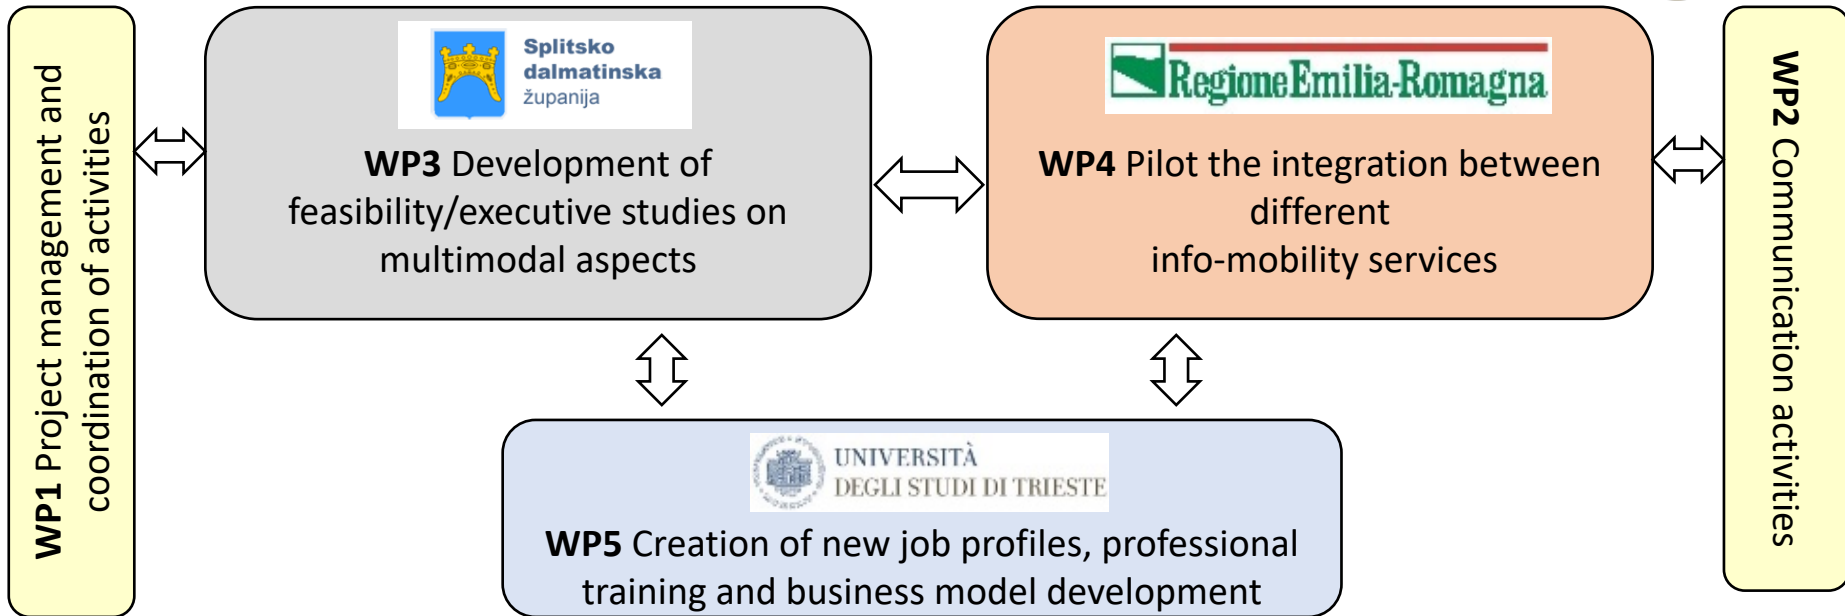 WP1 Project management and
coordination of activities
Splitsko
dalmatinska
županija
WP3 Development of
feasibility/executive studies on
multimodal aspects
RegioneEmilia-Romagna
WP4 Pilot the integration between
different
info-mobility services
WP2 Communication activities
UNIVERSITÀ
DEGLI STUDI DI TRIESTE
WP5 Creation of new job profiles, professional
training and business model development